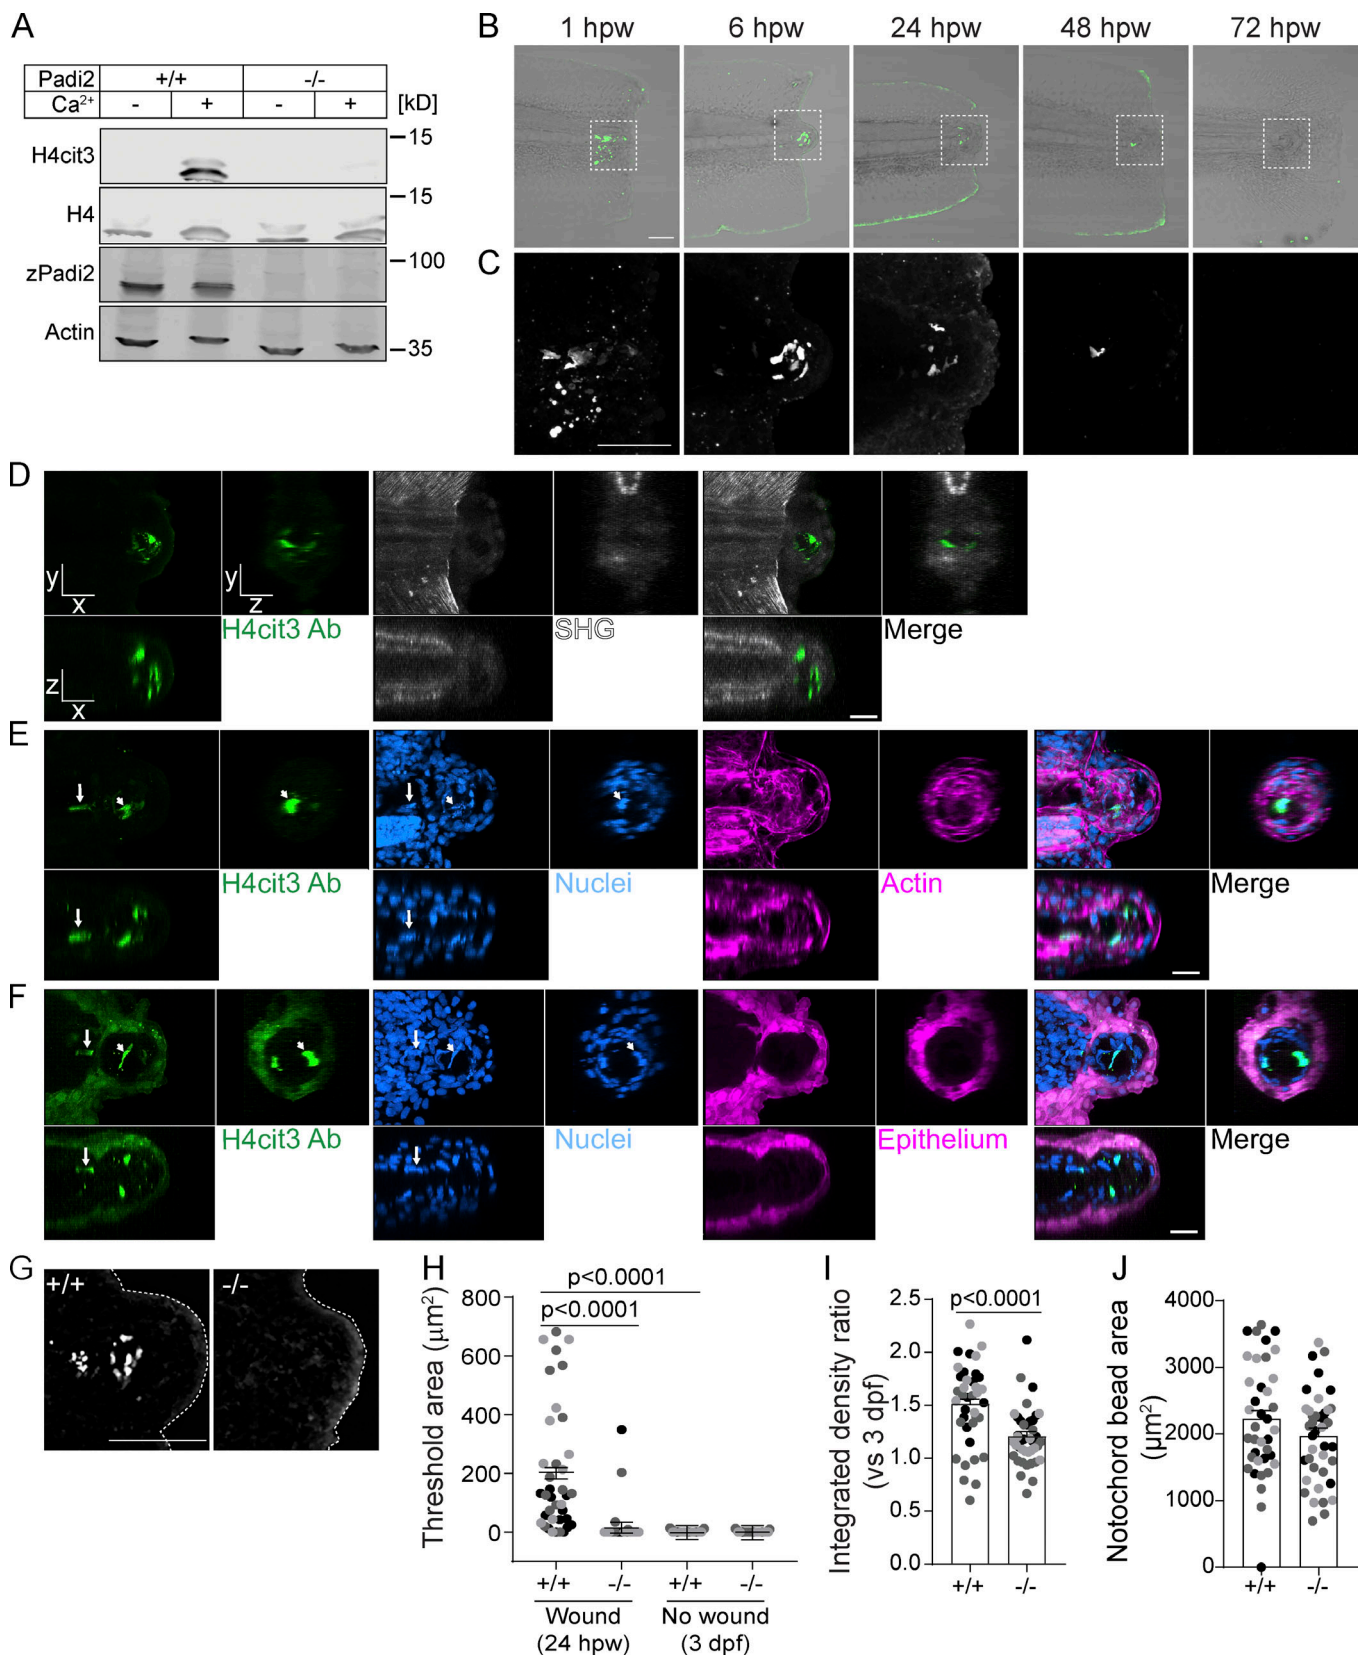 A
Padi2 +/+ -/-
Ca2+ - + - + [kD]
H4cit3 15
H4 15
zPadi2 100
Actin 35
B 1 hpw 6 hpw 24 hpw 48 hpw 72 hpw
C
D
y x y z
H4cit3 Ab SHG Merge
z x
E
H4cit3 Ab Nuclei Actin Merge
F
H4cit3 Ab Nuclei Epithelium Merge
G +/+ -/-
H
p<0.0001
p<0.0001
Threshold area (µm2)
800
600
400
200
0
+/+ -/- +/+ -/-
Wound No wound
(24 hpw) (3 dpf)
I
p<0.0001
Integrated density ratio
(vs 3 dpf)
2.5
2.0
1.5
1.0
0.5
0.0
+/+ -/-
J
Notochord bead area
(µm2)
4000
3000
2000
1000
0
+/+ -/-